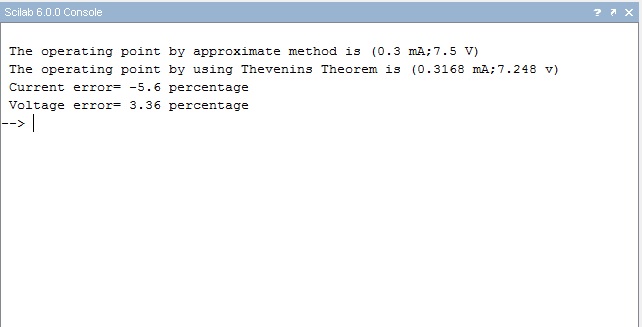 Scilab 6.0.0 Console
The operating point by approximate method is (0.3 mA;7.5 V)
The operating point by using Thevenins Theorem is (0.3168 mA;7.248 v)
Current error= -5.6 percentage
Voltage error= 3.36 percentage
-->